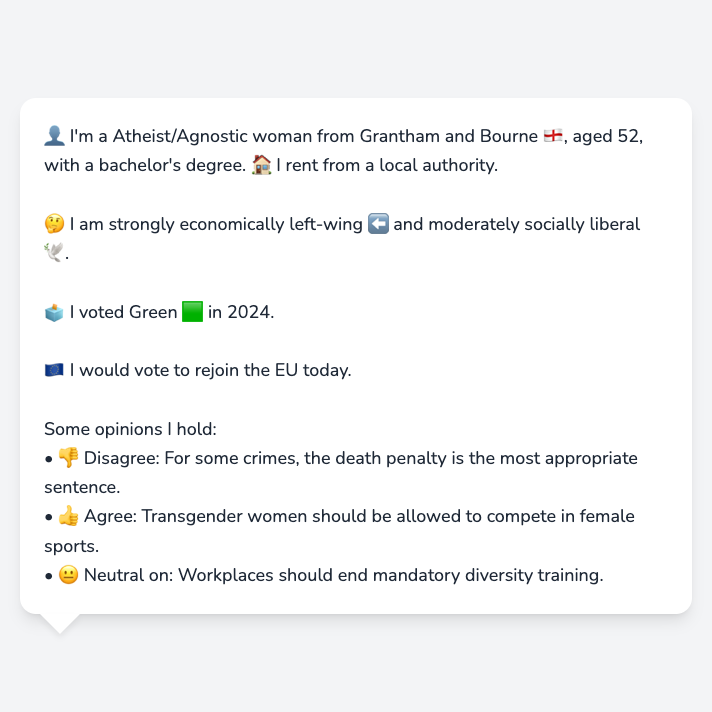 👤 I'm a Atheist/Agnostic woman from Grantham and Bourne 🏴󠁧󠁢󠁥󠁮󠁧󠁿, aged 52,
with a bachelor's degree. 🏠 I rent from a local authority.
🤔 I am strongly economically left-wing ⬅️ and moderately socially liberal
🕊️.
🗳️ I voted Green 🟩 in 2024.
🇪🇺 I would vote to rejoin the EU today.
Some opinions I hold:
• 👎 Disagree: For some crimes, the death penalty is the most appropriate
sentence.
• 👍 Agree: Transgender women should be allowed to compete in female
sports.
• 😐 Neutral on: Workplaces should end mandatory diversity training.